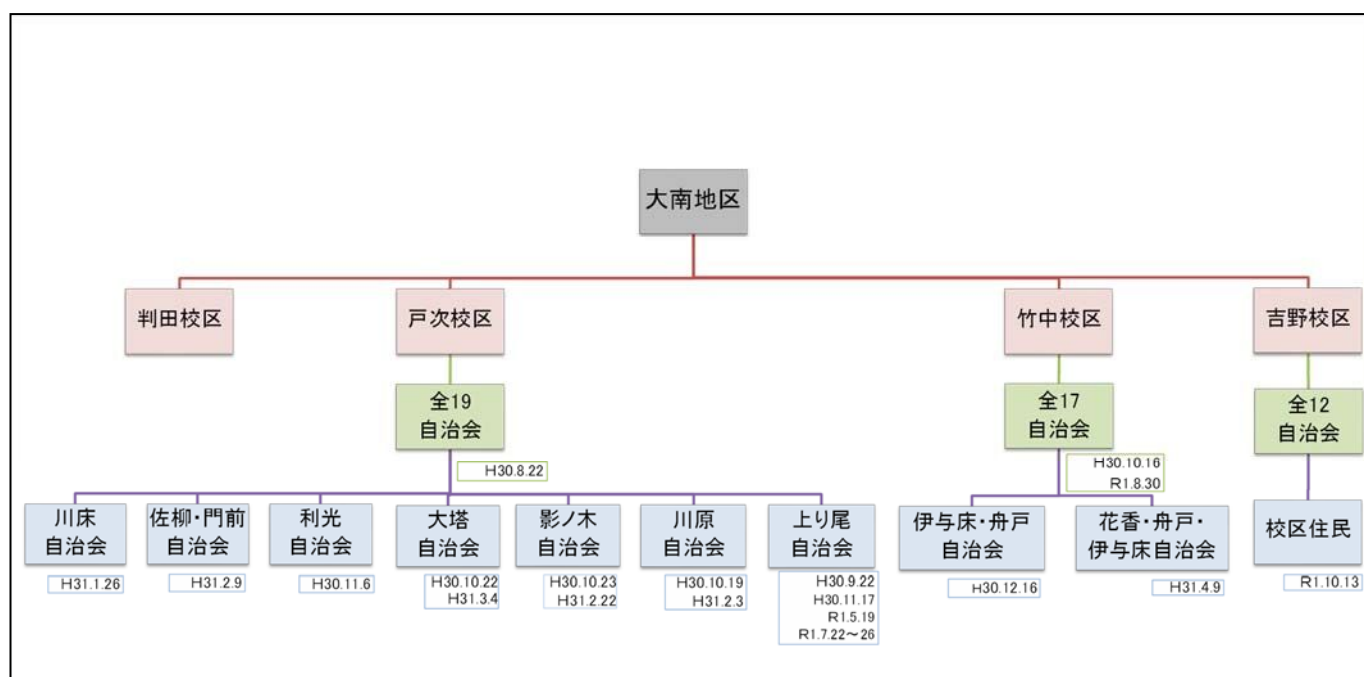 大南地区
判田校区
戸次校区
竹中校区
吉野校区
全19
自治会
全17
自治会
全12
自治会
H30.8.22
H30.10.16
R1.8.30
川床
自治会
佐柳・門前
自治会
利光
自治会
大塔
自治会
影ノ木
自治会
川原
自治会
上り尾
自治会
伊与床・舟戸
自治会
花香・舟戸・
伊与床自治会
校区住民
H31.1.26
H31.2.9
H30.11.6
H30.10.22
H31.3.4
H30.10.23
H31.2.22
H30.10.19
H31.2.3
H30.9.22
H30.11.17
R1.5.19
R1.7.22～26
H30.12.16
H31.4.9
R1.10.13